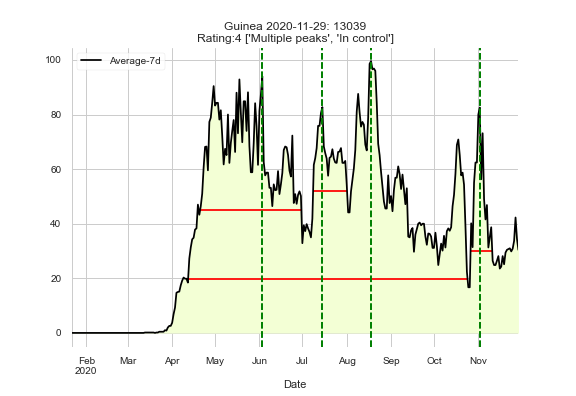 Guinea 2020-11-29: 13039
Rating:4 ['Multiple peaks', 'In control']
Average-7d
100
80
60
40
20
0
Feb Mar Apr May Jun Jul Aug Sep Oct Nov
2020
Date